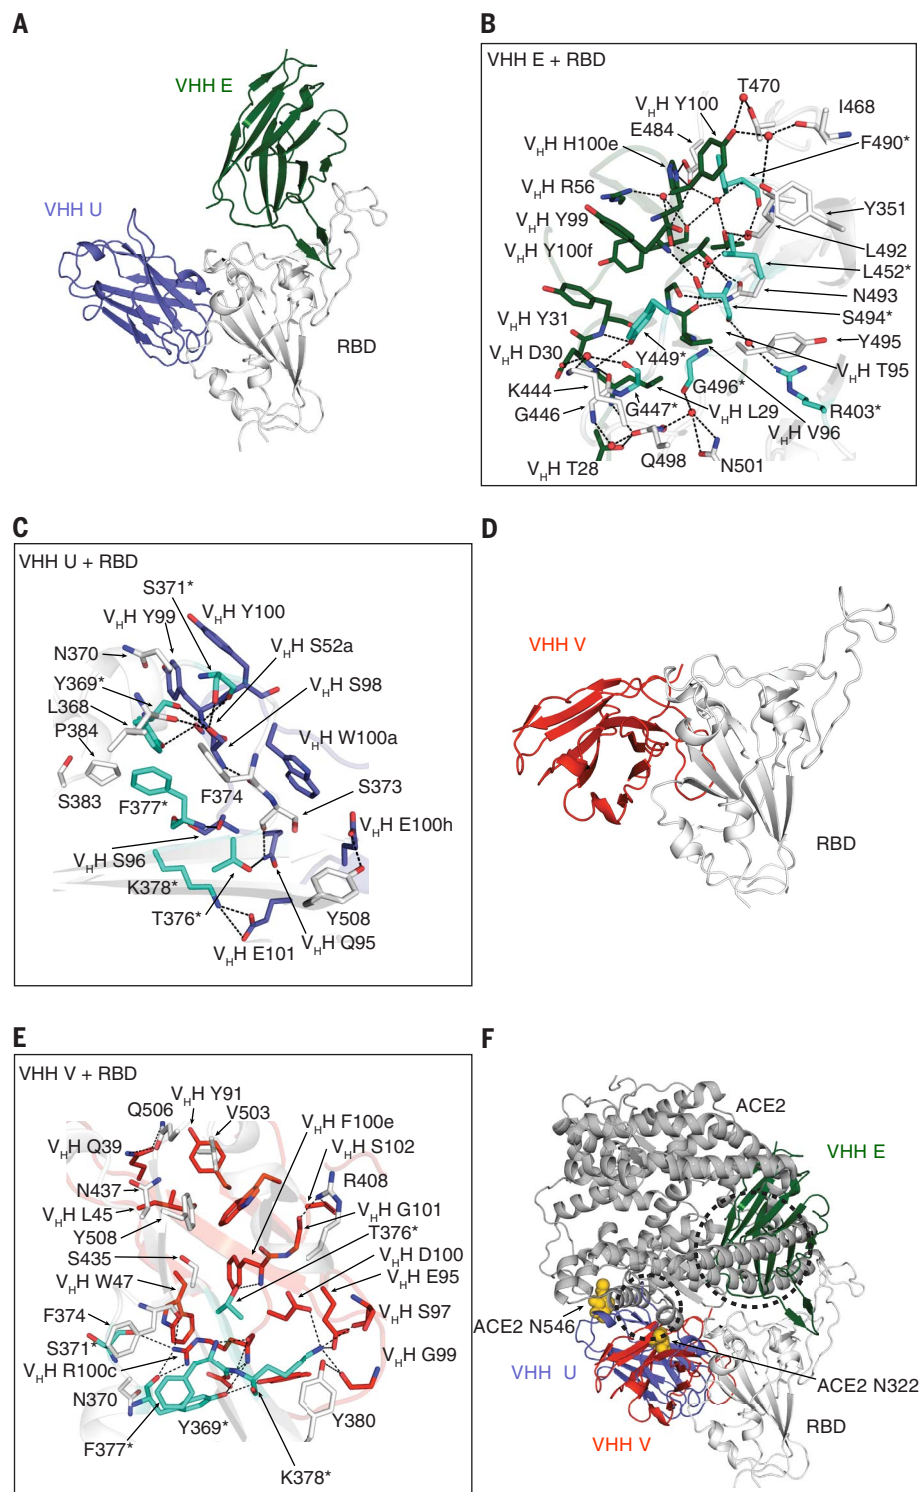 A
VHH E
VHH U
RBD
B
VHH E + RBD
T470
VHH Y100
I468
E484
VHH H100e
F490*
VHH R56
VHH Y99
Y351
VHH Y100f
L492
L452*
N493
VHH Y31
S494*
Y495
VHH D30
Y449*
VHH T95
K444
G496*
G446
G447*
VHH L29
R403*
VHH V96
VHH T28
Q498
N501
C
VHH U + RBD
S371*
VHH Y99
VHH Y100
N370
VHH S52a
Y369*
VHH S98
L368
P384
VHH W100a
S383
F377*
F374
S373
VHH E100h
VHH S96
K378*
T376*
Y508
VHH E101
VHH Q95
D
VHH V
RBD
E
VHH V + RBD
VHH Y91
Q506
V503
VHH F100e
VHH Q39
VHH S102
R408
N437
VHH L45
VHH G101
Y508
T376*
S435
VHH D100
VHH W47
VHH E95
F374
VHH S97
S371*
VHH R100c
VHH G99
N370
Y369*
Y380
F377*
K378*
F
ACE2
VHH E
ACE2 N546
VHH U
ACE2 N322
RBD
VHH V